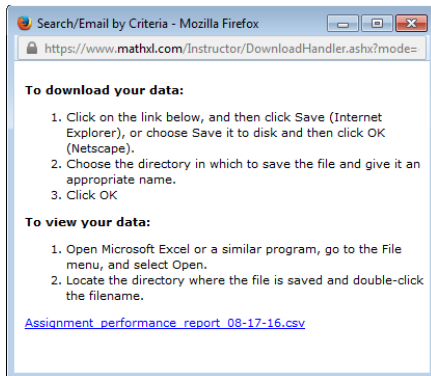 Search/Email by Criteria - Mozilla Firefox
https://www.mathxl.com/Instructor/DownloadHandler.ashx?mode=
To download your data:
1. Click on the link below, and then click Save (Internet
Explorer), or choose Save it to disk and then click OK
(Netscape).
2. Choose the directory in which to save the file and give it an
appropriate name.
3. Click OK
To view your data:
1. Open Microsoft Excel or a similar program, go to the File
menu, and select Open.
2. Locate the directory where the file is saved and double-click
the filename.
Assignment_performance_report_08-17-16.csv